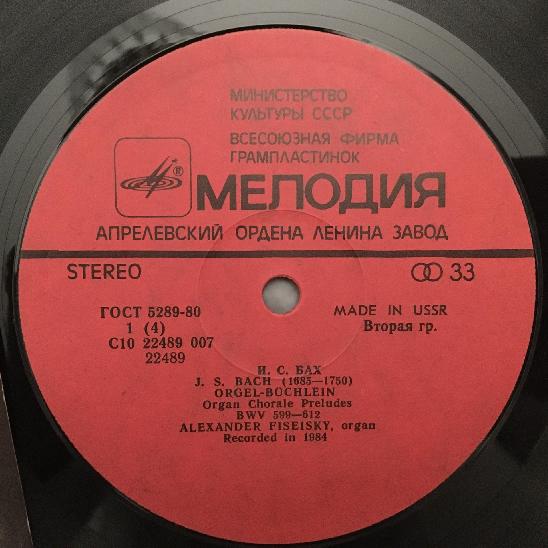 МИНИСТЕРСТВО
КУЛЬТУРЫ СССР
ВСЕСОЮЗНАЯ ФИРМА
ГРАМПЛАСТИНОК
®
МЕЛОДИЯ
АПРЕЛЕВСКИЙ ОРДЕНА ЛЕНИНА ЗАВОД
STEREO 33
ГОСТ 5289-80
1 (4)
С10 22489 007
22489
MADE IN USSR
Вторая гр.
И. С. БАХ
J. S. BACH (1685—1750)
ORGEL-BÜCHLEIN
Organ Chorale Preludes
BWV 599—612
ALEXANDER FISEISKY, organ
Recorded in 1984